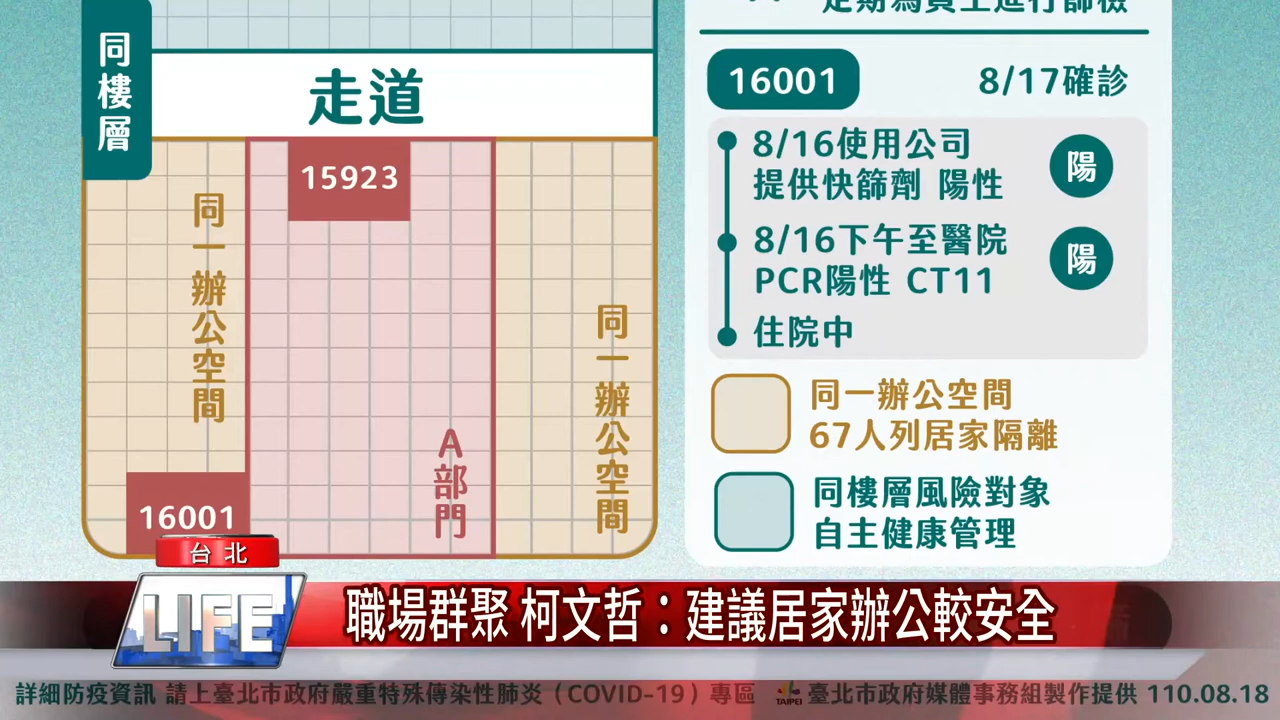 定期為員工進行篩檢
同樓層
走道
15923
同一辦公空間
A部門
同一辦公空間
16001
16001
8/17確診
8/16使用公司
提供快篩劑 陽性
陽
8/16下午至醫院
PCR陽性 CT11
陽
住院中
同一辦公空間
67人列居家隔離
同樓層風險對象
自主健康管理
台北
LIFE
職場群聚 柯文哲：建議居家辦公較安全
詳細防疫資訊 請上臺北市政府嚴重特殊傳染性肺炎（COVID-19）專區
TAIPEI
臺北市政府媒體事務組製作提供 110.08.18